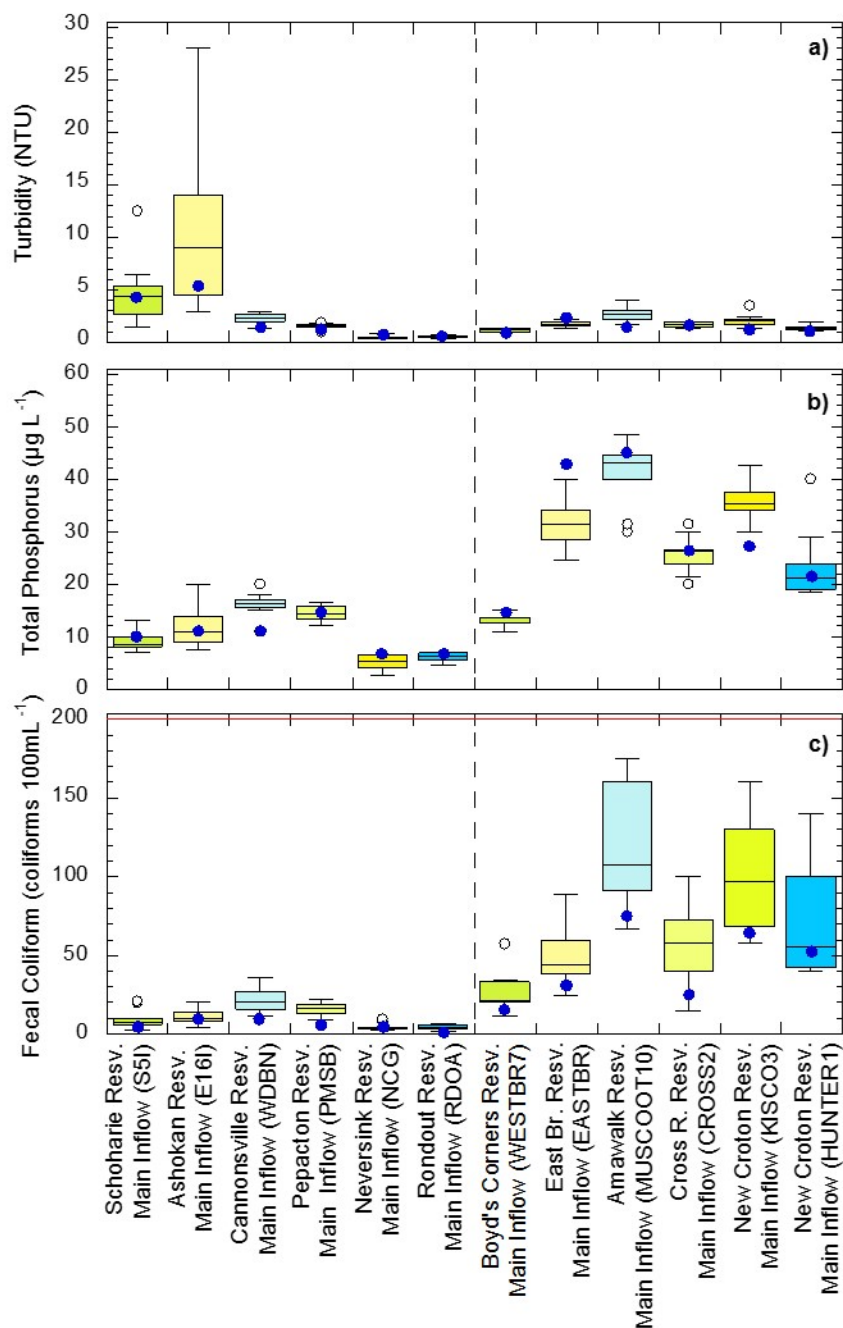 a)
Turbidity (NTU)
30
25
20
15
10
5
0
b)
Total Phosphorus (µg L⁻¹)
60
50
40
30
20
10
0
c)
Fecal Coliform (coliforms 100mL⁻¹)
200
150
100
50
0
Schoharie Resv.
Main Inflow (S5I)
Ashokan Resv.
Main Inflow (E16I)
Cannonsville Resv.
Main Inflow (WDBN)
Pepacton Resv.
Main Inflow (PMSB)
Neversink Resv.
Main Inflow (NCG)
Rondout Resv.
Main Inflow (RDOA)
Boyd's Corners Resv.
Main Inflow (WESTBR7)
East Br. Resv.
Main Inflow (EASTBR)
Amawalk Resv.
Main Inflow (MUSCOOT10)
Cross R. Resv.
Main Inflow (CROSS2)
New Croton Resv.
Main Inflow (KISCO3)
New Croton Resv.
Main Inflow (HUNTER1)